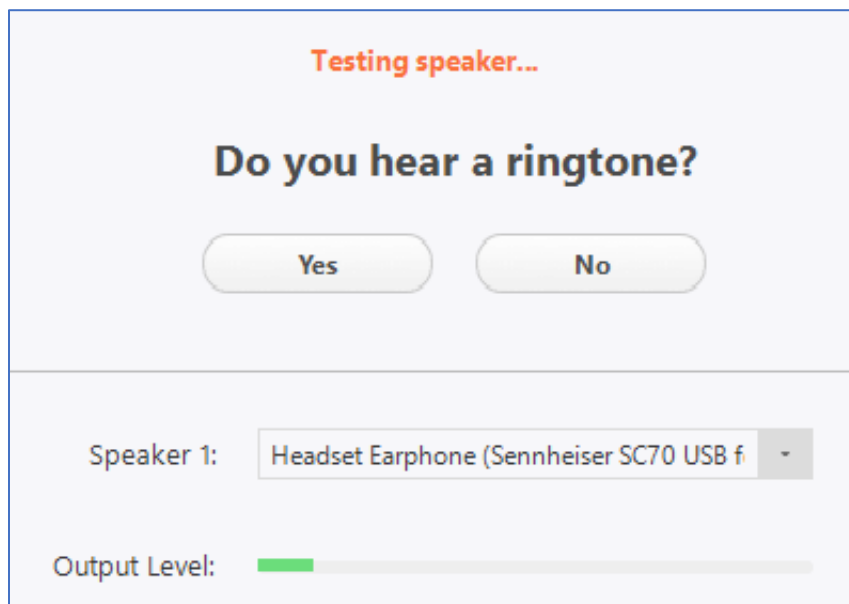 Testing speaker...
Do you hear a ringtone?
Yes No
Speaker 1: Headset Earphone (Sennheiser SC70 USB f
Output Level: